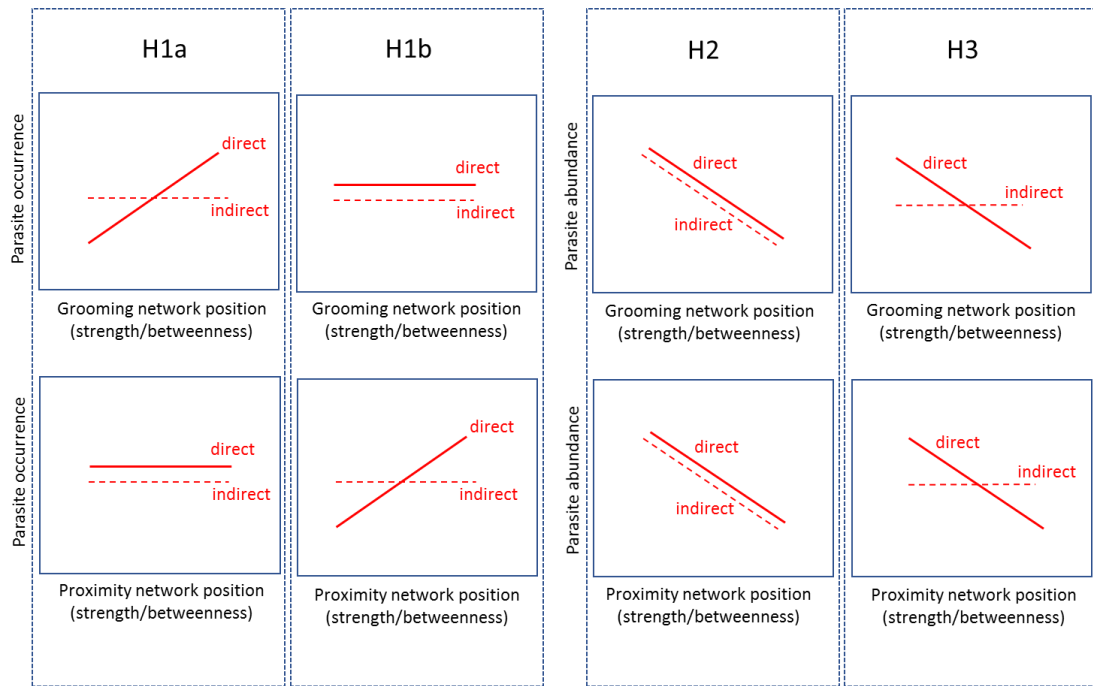 H1a
H1b
H2
H3
Parasite occurrence
direct
indirect
Grooming network position
(strength/betweenness)
direct
indirect
Grooming network position
(strength/betweenness)
Parasite abundance
direct
indirect
Grooming network position
(strength/betweenness)
direct
indirect
Grooming network position
(strength/betweenness)
Parasite occurrence
direct
indirect
Proximity network position
(strength/betweenness)
direct
indirect
Proximity network position
(strength/betweenness)
Parasite abundance
direct
indirect
Proximity network position
(strength/betweenness)
direct
indirect
Proximity network position
(strength/betweenness)